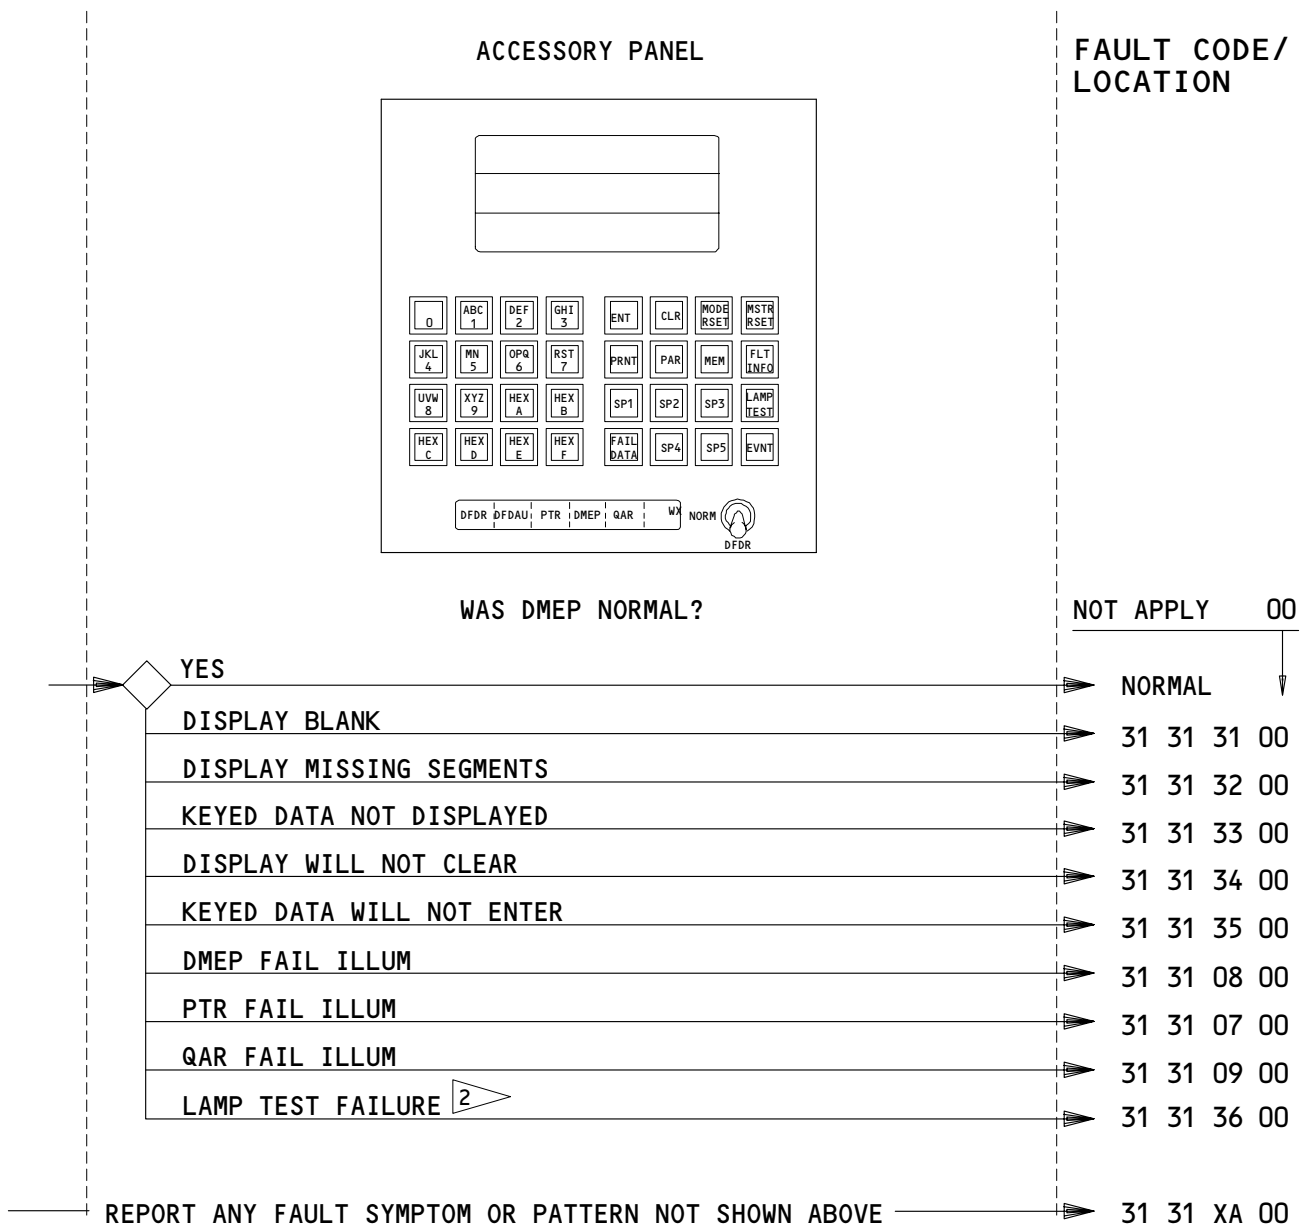 ACCESSORY PANEL
FAULT CODE/
LOCATION
0
ABC
1
DEF
2
GHI
3
ENT
CLR
MODE
RSET
MSTR
RSET
JKL
4
MN
5
OPQ
6
RST
7
PRNT
PAR
MEM
FLT
INFO
UVW
8
XYZ
9
HEX
A
HEX
B
SP1
SP2
SP3
LAMP
TEST
HEX
C
HEX
D
HEX
E
HEX
F
FAIL
DATA
SP4
SP5
EVNT
DFDR DFDAU PTR DMEP QAR WX NORM
DFDR
WAS DMEP NORMAL?
NOT APPLY 00
YES NORMAL
DISPLAY BLANK 31 31 31 00
DISPLAY MISSING SEGMENTS 31 31 32 00
KEYED DATA NOT DISPLAYED 31 31 33 00
DISPLAY WILL NOT CLEAR 31 31 34 00
KEYED DATA WILL NOT ENTER 31 31 35 00
DMEP FAIL ILLUM 31 31 08 00
PTR FAIL ILLUM 31 31 07 00
QAR FAIL ILLUM 31 31 09 00
LAMP TEST FAILURE 2 31 31 36 00
REPORT ANY FAULT SYMPTOM OR PATTERN NOT SHOWN ABOVE 31 31 XA 00